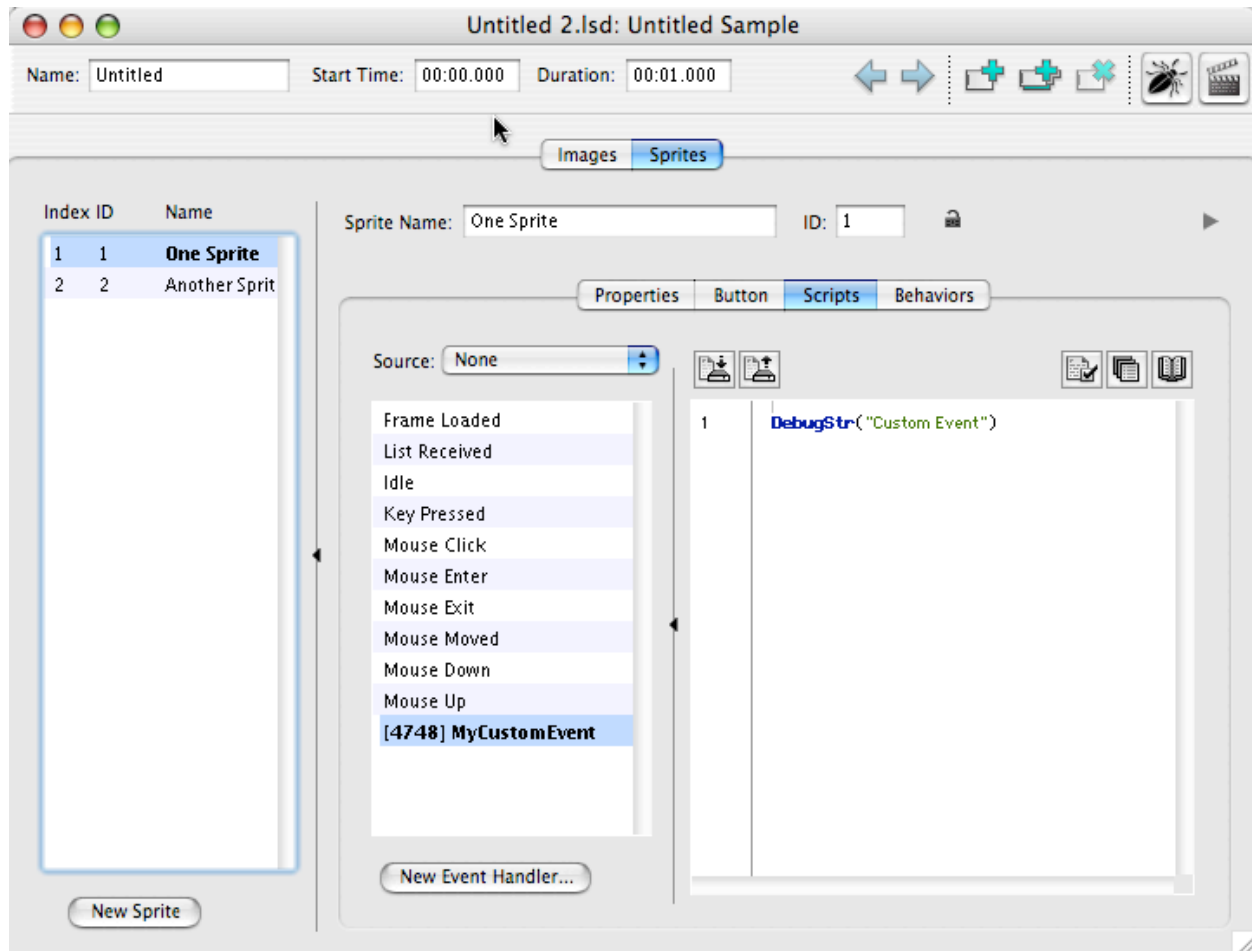 Untitled 2.lsd: Untitled Sample
Name: Untitled Start Time: 00:00.000 Duration: 00:01.000
Images Sprites
Index ID Name
1 1 One Sprite
2 2 Another Sprit
New Sprite
Sprite Name: One Sprite ID: 1
Properties Button Scripts Behaviors
Source: None
Frame Loaded
List Received
Idle
Key Pressed
Mouse Click
Mouse Enter
Mouse Exit
Mouse Moved
Mouse Down
Mouse Up
[4748] MyCustomEvent
New Event Handler...
1 DebugStr("Custom Event")